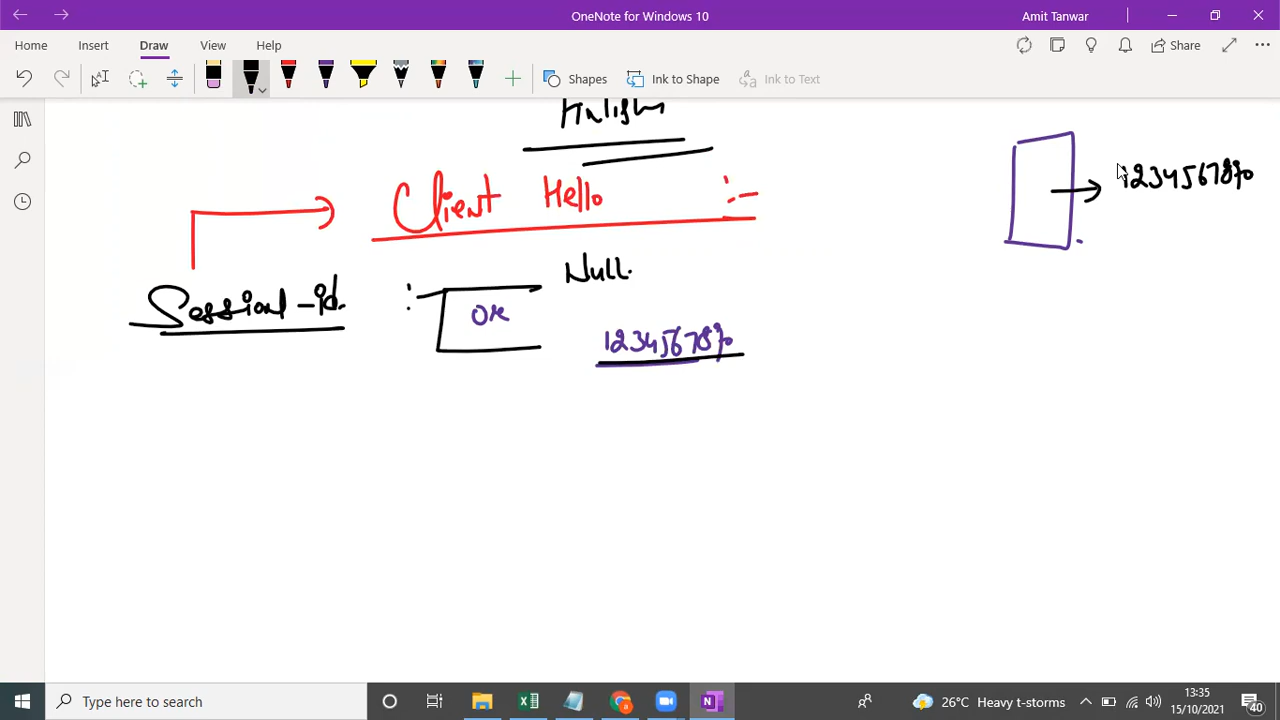 OneNote for Windows 10
Amit Tanwar
Home
Insert
Draw
View
Help
Share
Shapes
Ink to Shape
Ink to Text
Client Hello :-
1234567890
Session-id. :-
Null.
OR
1234567890
Type here to search
26°C Heavy t-storms
13:35
15/10/2021
40